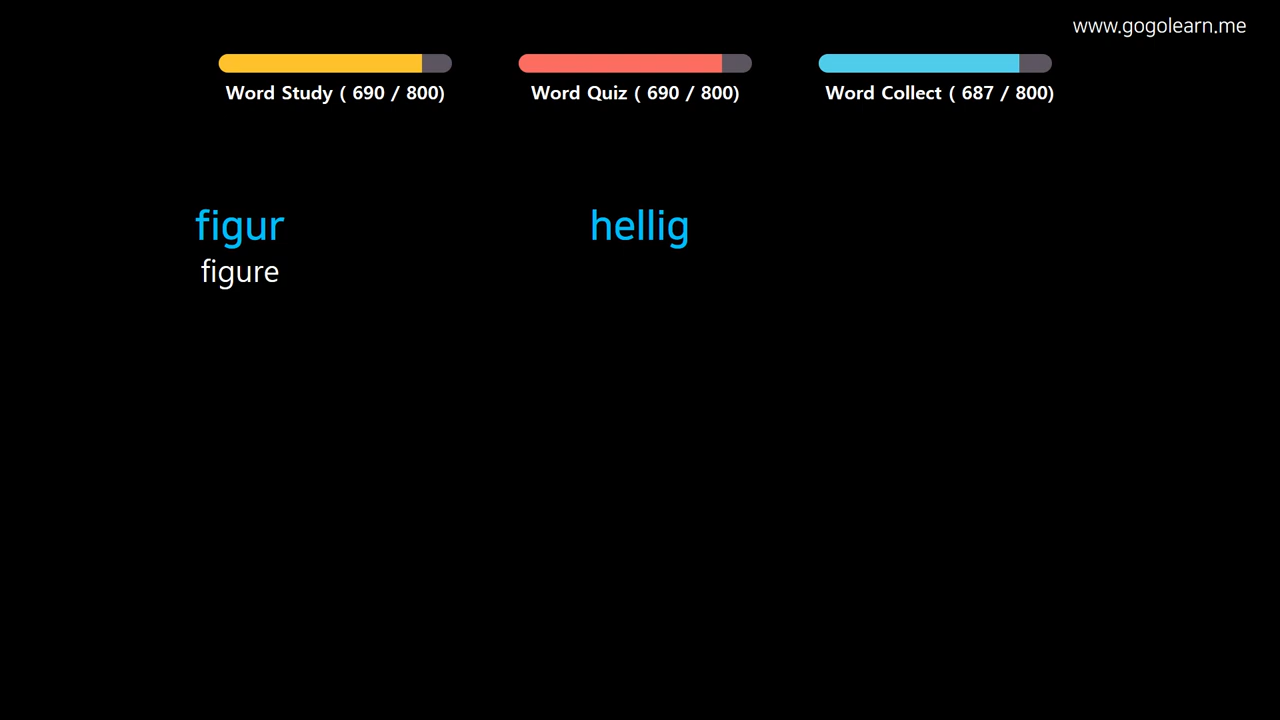 www.gogolearn.me
Word Study ( 690 / 800)
Word Quiz ( 690 / 800)
Word Collect ( 687 / 800)
figur
hellig
figure